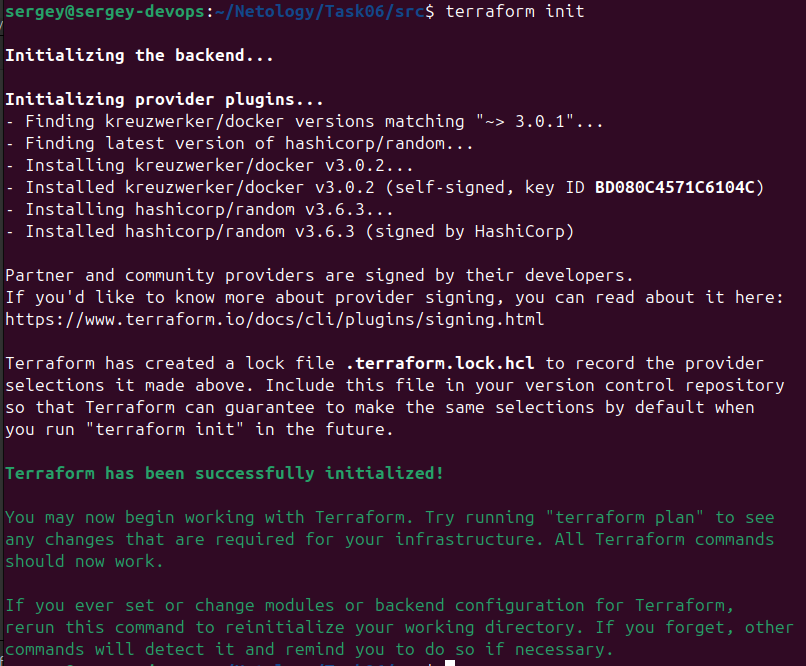 sergey@sergey-devops:~/Netology/Task06/src$ terraform init
Initializing the backend...
Initializing provider plugins...
- Finding kreuzwerker/docker versions matching "~> 3.0.1"...
- Finding latest version of hashicorp/random...
- Installing kreuzwerker/docker v3.0.2...
- Installed kreuzwerker/docker v3.0.2 (self-signed, key ID BD080C4571C6104C)
- Installing hashicorp/random v3.6.3...
- Installed hashicorp/random v3.6.3 (signed by HashiCorp)
Partner and community providers are signed by their developers.
If you'd like to know more about provider signing, you can read about it here:
https://www.terraform.io/docs/cli/plugins/signing.html
Terraform has created a lock file .terraform.lock.hcl to record the provider
selections it made above. Include this file in your version control repository
so that Terraform can guarantee to make the same selections by default when
you run "terraform init" in the future.
Terraform has been successfully initialized!
You may now begin working with Terraform. Try running "terraform plan" to see
any changes that are required for your infrastructure. All Terraform commands
should now work.
If you ever set or change modules or backend configuration for Terraform,
rerun this command to reinitialize your working directory. If you forget, other
commands will detect it and remind you to do so if necessary.